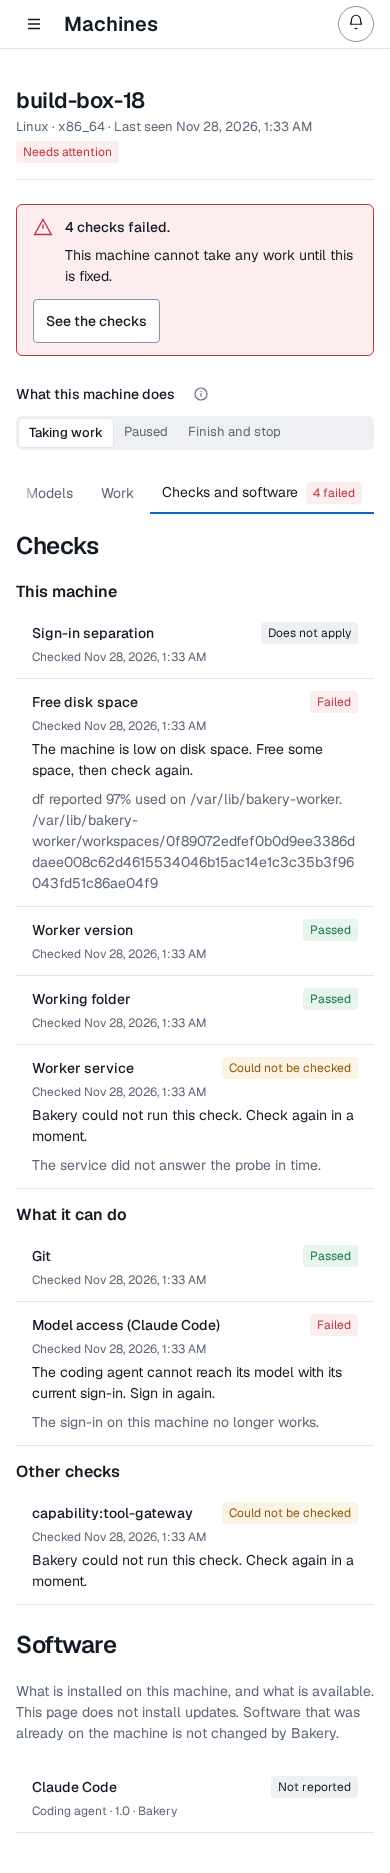 Machines
build-box-18
Linux · x86_64 · Last seen Nov 28, 2026, 1:33 AM
Needs attention
4 checks failed.
This machine cannot take any work until this
is fixed.
See the checks
What this machine does
Taking work Paused Finish and stop
Models Work Checks and software 4 failed
Checks
This machine
Sign-in separation Does not apply
Checked Nov 28, 2026, 1:33 AM
Free disk space Failed
Checked Nov 28, 2026, 1:33 AM
The machine is low on disk space. Free some
space, then check again.
df reported 97% used on /var/lib/bakery-worker.
/var/lib/bakery-
worker/workspaces/0f89072edfef0b0d9ee3386d
daee008c62d4615534046b15ac14e1c3c35b3f96
043fd51c86ae04f9
Worker version Passed
Checked Nov 28, 2026, 1:33 AM
Working folder Passed
Checked Nov 28, 2026, 1:33 AM
Worker service Could not be checked
Checked Nov 28, 2026, 1:33 AM
Bakery could not run this check. Check again in a
moment.
The service did not answer the probe in time.
What it can do
Git Passed
Checked Nov 28, 2026, 1:33 AM
Model access (Claude Code) Failed
Checked Nov 28, 2026, 1:33 AM
The coding agent cannot reach its model with its
current sign-in. Sign in again.
The sign-in on this machine no longer works.
Other checks
capability:tool-gateway Could not be checked
Checked Nov 28, 2026, 1:33 AM
Bakery could not run this check. Check again in a
moment.
Software
What is installed on this machine, and what is available.
This page does not install updates. Software that was
already on the machine is not changed by Bakery.
Claude Code Not reported
Coding agent · 1.0 · Bakery